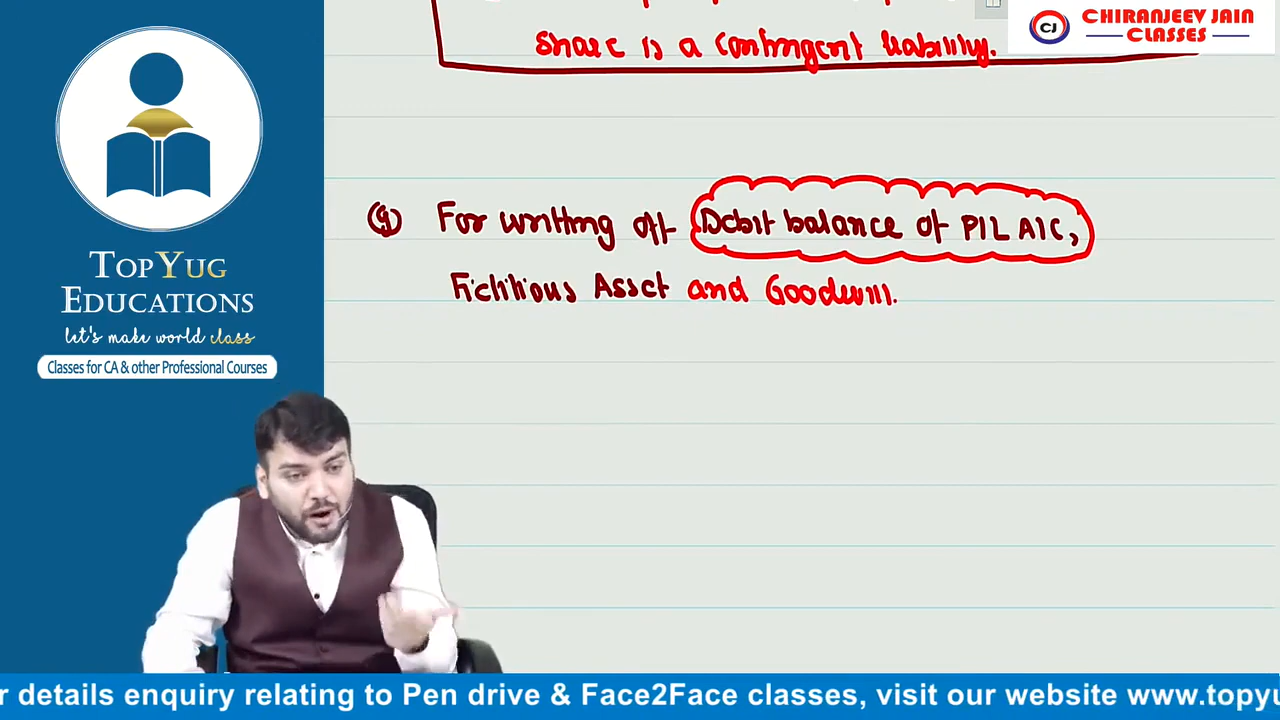 share is a contingent liability.
CJ
CHIRANJEEV JAIN
CLASSES
(9) For writting off Debit balance of P/L A/C,
Fictitious Asset and Goodwill.
TOPYUG
EDUCATIONS
let's make world class
Classes for CA & other Professional Courses
r details enquiry relating to Pen drive & Face2Face classes, visit our website www.topyu